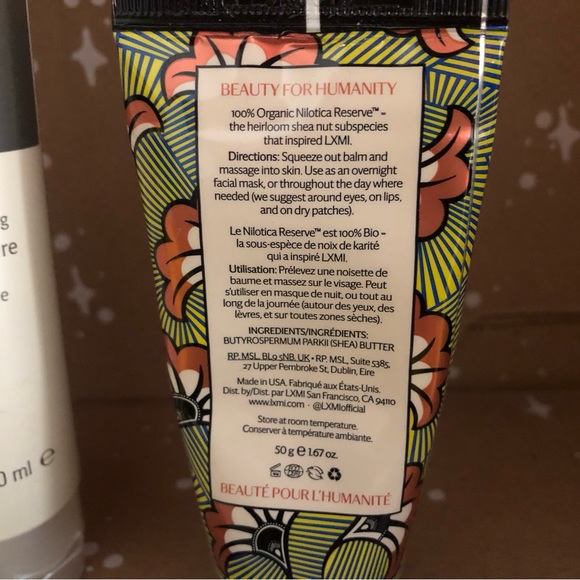 BEAUTY FOR HUMANITY
100% Organic Nilotica Reserve™ –
the heirloom shea nut subspecies
that inspired LXMI.
Directions: Squeeze out balm and
massage into skin. Use as an overnight
facial mask, or throughout the day where
needed (we suggest around eyes, on lips,
and on dry patches).
Le Nilotica Reserve™ est 100% Bio –
la sous-espèce de noix de karité
qui a inspiré LXMI.
Utilisation: Prélevez une noisette de
baume et massez sur le visage. Peut
s'utiliser en masque de nuit, ou tout au
long de la journée (autour des yeux, des
lèvres, et sur toutes zones sèches).
INGREDIENTS/INGRÉDIENTS:
BUTYROSPERMUM PARKII (SHEA) BUTTER
RP. MSL, BL9 5NB, UK • RP. MSL, Suite 5385,
27 Upper Pembroke St, Dublin, Eire
Made in USA. Fabriqué aux États-Unis.
Dist. by/Dist. par LXMI San Francisco, CA 94110
www.lxmi.com · @LXMIofficial
Store at room temperature.
Conserver à température ambiante.
50 g e 1.67 oz.
BEAUTÉ POUR L'HUMANITÉ
g
re
e
0 ml e